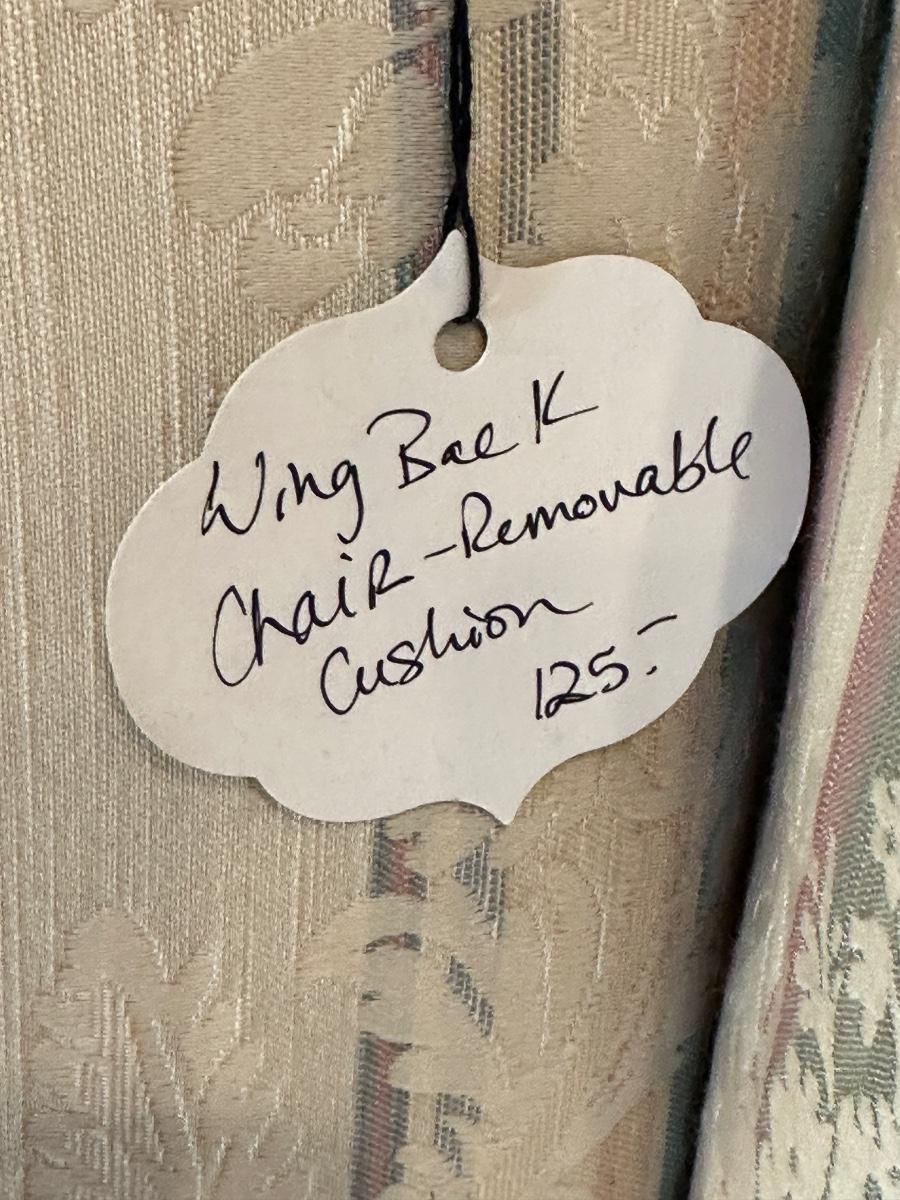 Wing Back
Chair-Removable
Cushion
125.-